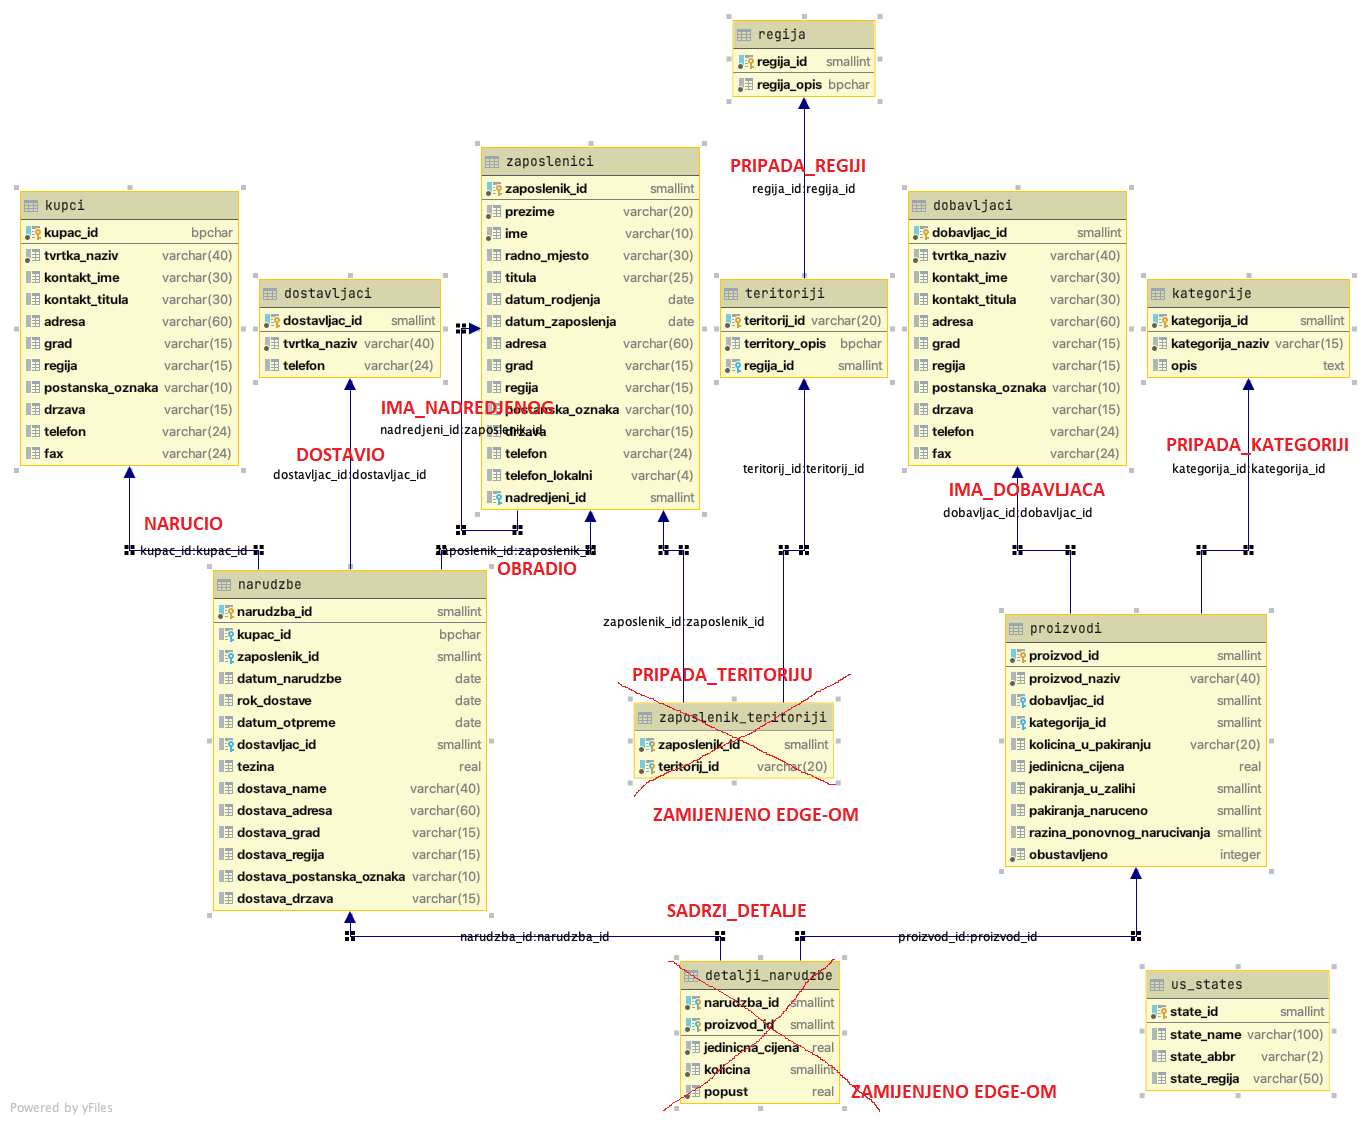 regija
regija_id smallint
regija_opis bpchar
PRIPADA_REGIJI
regija_id:regija_id
zaposlenici
zaposlenik_id smallint
prezime varchar(20)
ime varchar(10)
radno_mjesto varchar(30)
titula varchar(25)
datum_rodjenja date
datum_zaposlenja date
adresa varchar(60)
grad varchar(15)
regija varchar(15)
postanska_oznaka varchar(10)
drzava varchar(15)
telefon varchar(24)
telefon_lokalni varchar(4)
nadredjeni_id smallint
IMA_NADREDJENOG
nadredjeni_id:zaposlenik_id
kupci
kupac_id bpchar
tvrtka_naziv varchar(40)
kontakt_ime varchar(30)
kontakt_titula varchar(30)
adresa varchar(60)
grad varchar(15)
regija varchar(15)
postanska_oznaka varchar(10)
drzava varchar(15)
telefon varchar(24)
fax varchar(24)
dostavljaci
dostavljac_id smallint
tvrtka_naziv varchar(40)
telefon varchar(24)
DOSTAVIO
dostavljac_id:dostavljac_id
teritoriji
teritorij_id varchar(20)
territory_opis bpchar
regija_id smallint
teritorij_id:teritorij_id
dobavljaci
dobavljac_id smallint
tvrtka_naziv varchar(40)
kontakt_ime varchar(30)
kontakt_titula varchar(30)
adresa varchar(60)
grad varchar(15)
regija varchar(15)
postanska_oznaka varchar(10)
drzava varchar(15)
telefon varchar(24)
fax varchar(24)
kategorije
kategorija_id smallint
kategorija_naziv varchar(15)
opis text
PRIPADA_KATEGORIJI
kategorija_id:kategorija_id
IMA_DOBAVLJACA
dobavljac_id:dobavljac_id
NARUCIO
kupac_id:kupac_id
zaposlenik_id:zaposlenik_id
OBRADIO
narudzbe
narudzba_id smallint
kupac_id bpchar
zaposlenik_id smallint
datum_narudzbe date
rok_dostave date
datum_otpreme date
dostavljac_id smallint
tezina real
dostava_name varchar(40)
dostava_adresa varchar(60)
dostava_grad varchar(15)
dostava_regija varchar(15)
dostava_postanska_oznaka varchar(10)
dostava_drzava varchar(15)
zaposlenik_id:zaposlenik_id
PRIPADA_TERITORIJU
zaposlenik_teritoriji
zaposlenik_id smallint
teritorij_id varchar(20)
ZAMIJENJENO EDGE-OM
proizvodi
proizvod_id smallint
proizvod_naziv varchar(40)
dobavljac_id smallint
kategorija_id smallint
kolicina_u_pakiranju varchar(20)
jedinicna_cijena real
pakiranja_u_zalihi smallint
pakiranja_naruceno smallint
razina_ponovnog_narucivanja smallint
obustavljeno integer
SADRZI_DETALJE
narudzba_id:narudzba_id
proizvod_id:proizvod_id
detalji_narudzbe
narudzba_id smallint
proizvod_id smallint
jedinicna_cijena real
kolicina smallint
popust real
ZAMIJENJENO EDGE-OM
us_states
state_id smallint
state_name varchar(100)
state_abbr varchar(2)
state_regija varchar(50)
Powered by yFiles